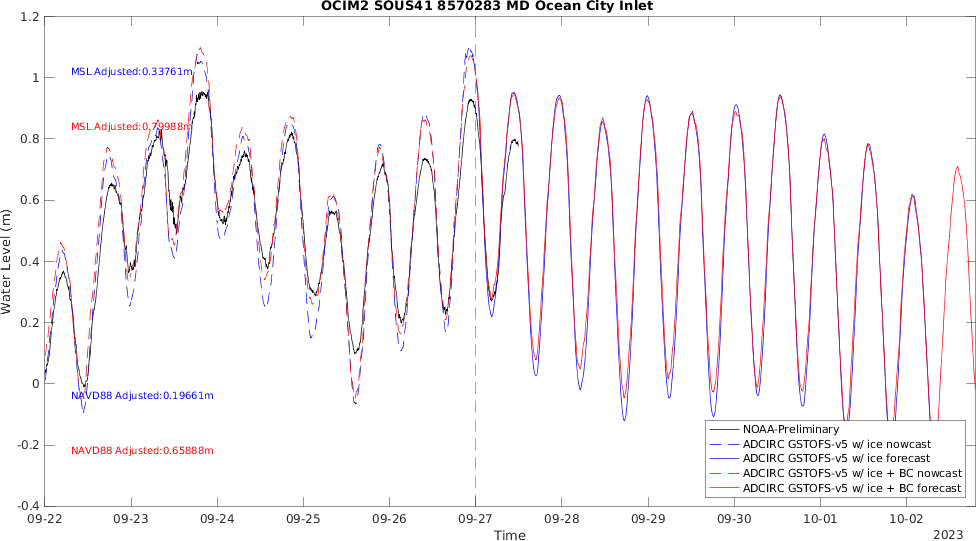 OCIM2 SOUS41 8570283 MD Ocean City Inlet
1.2
1
0.8
0.6
0.4
0.2
0
-0.2
-0.4
Water Level (m)
MSL Adjusted:0.33761m
MSL Adjusted:0.79988m
NAVD88 Adjusted:0.19661m
NAVD88 Adjusted:0.65888m
NOAA-Preliminary
ADCIRC GSTOFS-v5 w/ ice nowcast
ADCIRC GSTOFS-v5 w/ ice forecast
ADCIRC GSTOFS-v5 w/ ice + BC nowcast
ADCIRC GSTOFS-v5 w/ ice + BC forecast
09-22 09-23 09-24 09-25 09-26 09-27 09-28 09-29 09-30 10-01 10-02
Time
2023